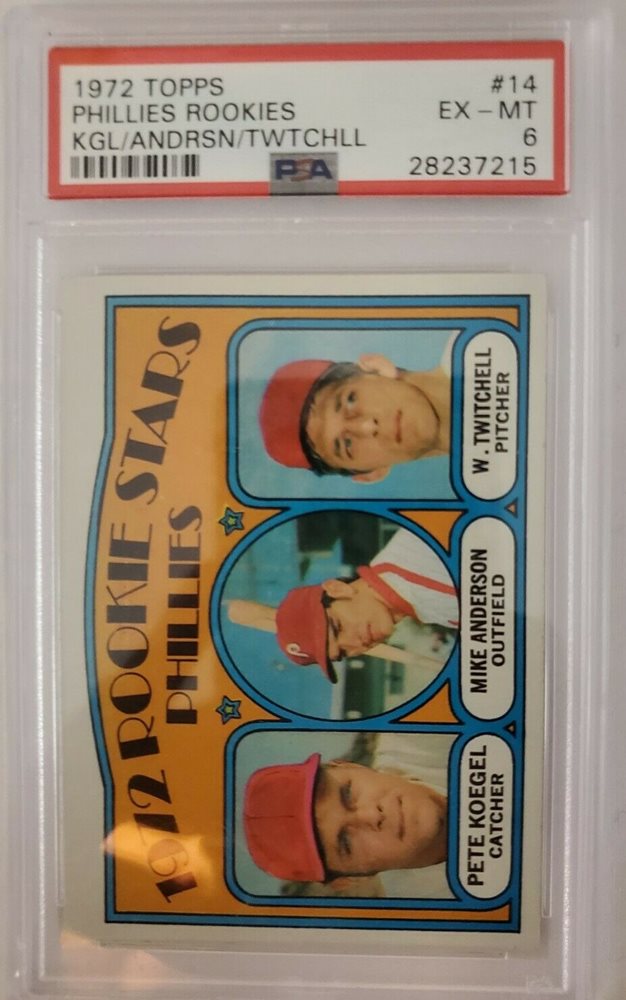 1972 TOPPS #14
PHILLIES ROOKIES EX - MT
KGL/ANDRSN/TWTCHLL 6
PSA 28237215
1972 ROOKIE STARS
PHILLIES
P
PETE KOEGEL
CATCHER
MIKE ANDERSON
OUTFIELD
W. TWITCHELL
PITCHER